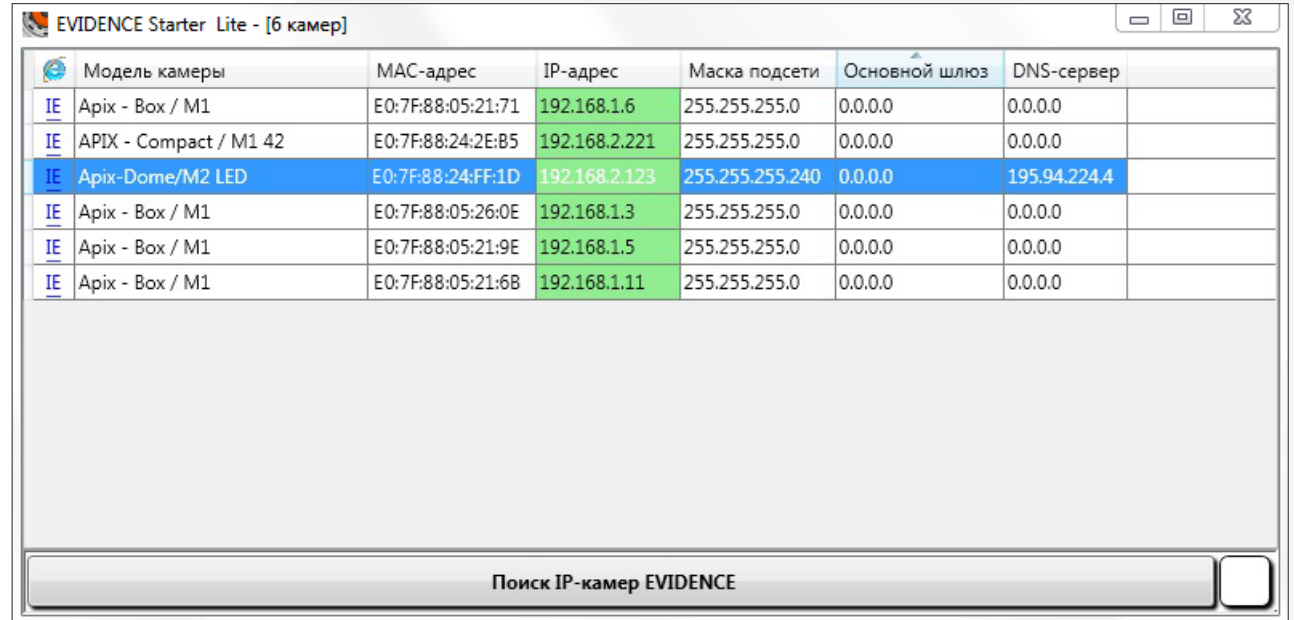 EVIDENCE Starter Lite - [6 камер]
Модель камеры MAC-адрес IP-адрес Маска подсети Основной шлюз DNS-сервер
IE Apix - Box / M1 E0:7F:88:05:21:71 192.168.1.6 255.255.255.0 0.0.0.0 0.0.0.0
IE APIX - Compact / M1 42 E0:7F:88:24:2E:B5 192.168.2.221 255.255.255.0 0.0.0.0 0.0.0.0
IE Apix-Dome/M2 LED E0:7F:88:24:FF:1D 192.168.2.123 255.255.255.240 0.0.0.0 195.94.224.4
IE Apix - Box / M1 E0:7F:88:05:26:0E 192.168.1.3 255.255.255.0 0.0.0.0 0.0.0.0
IE Apix - Box / M1 E0:7F:88:05:21:9E 192.168.1.5 255.255.255.0 0.0.0.0 0.0.0.0
IE Apix - Box / M1 E0:7F:88:05:21:6B 192.168.1.11 255.255.255.0 0.0.0.0 0.0.0.0
Поиск IP-камер EVIDENCE